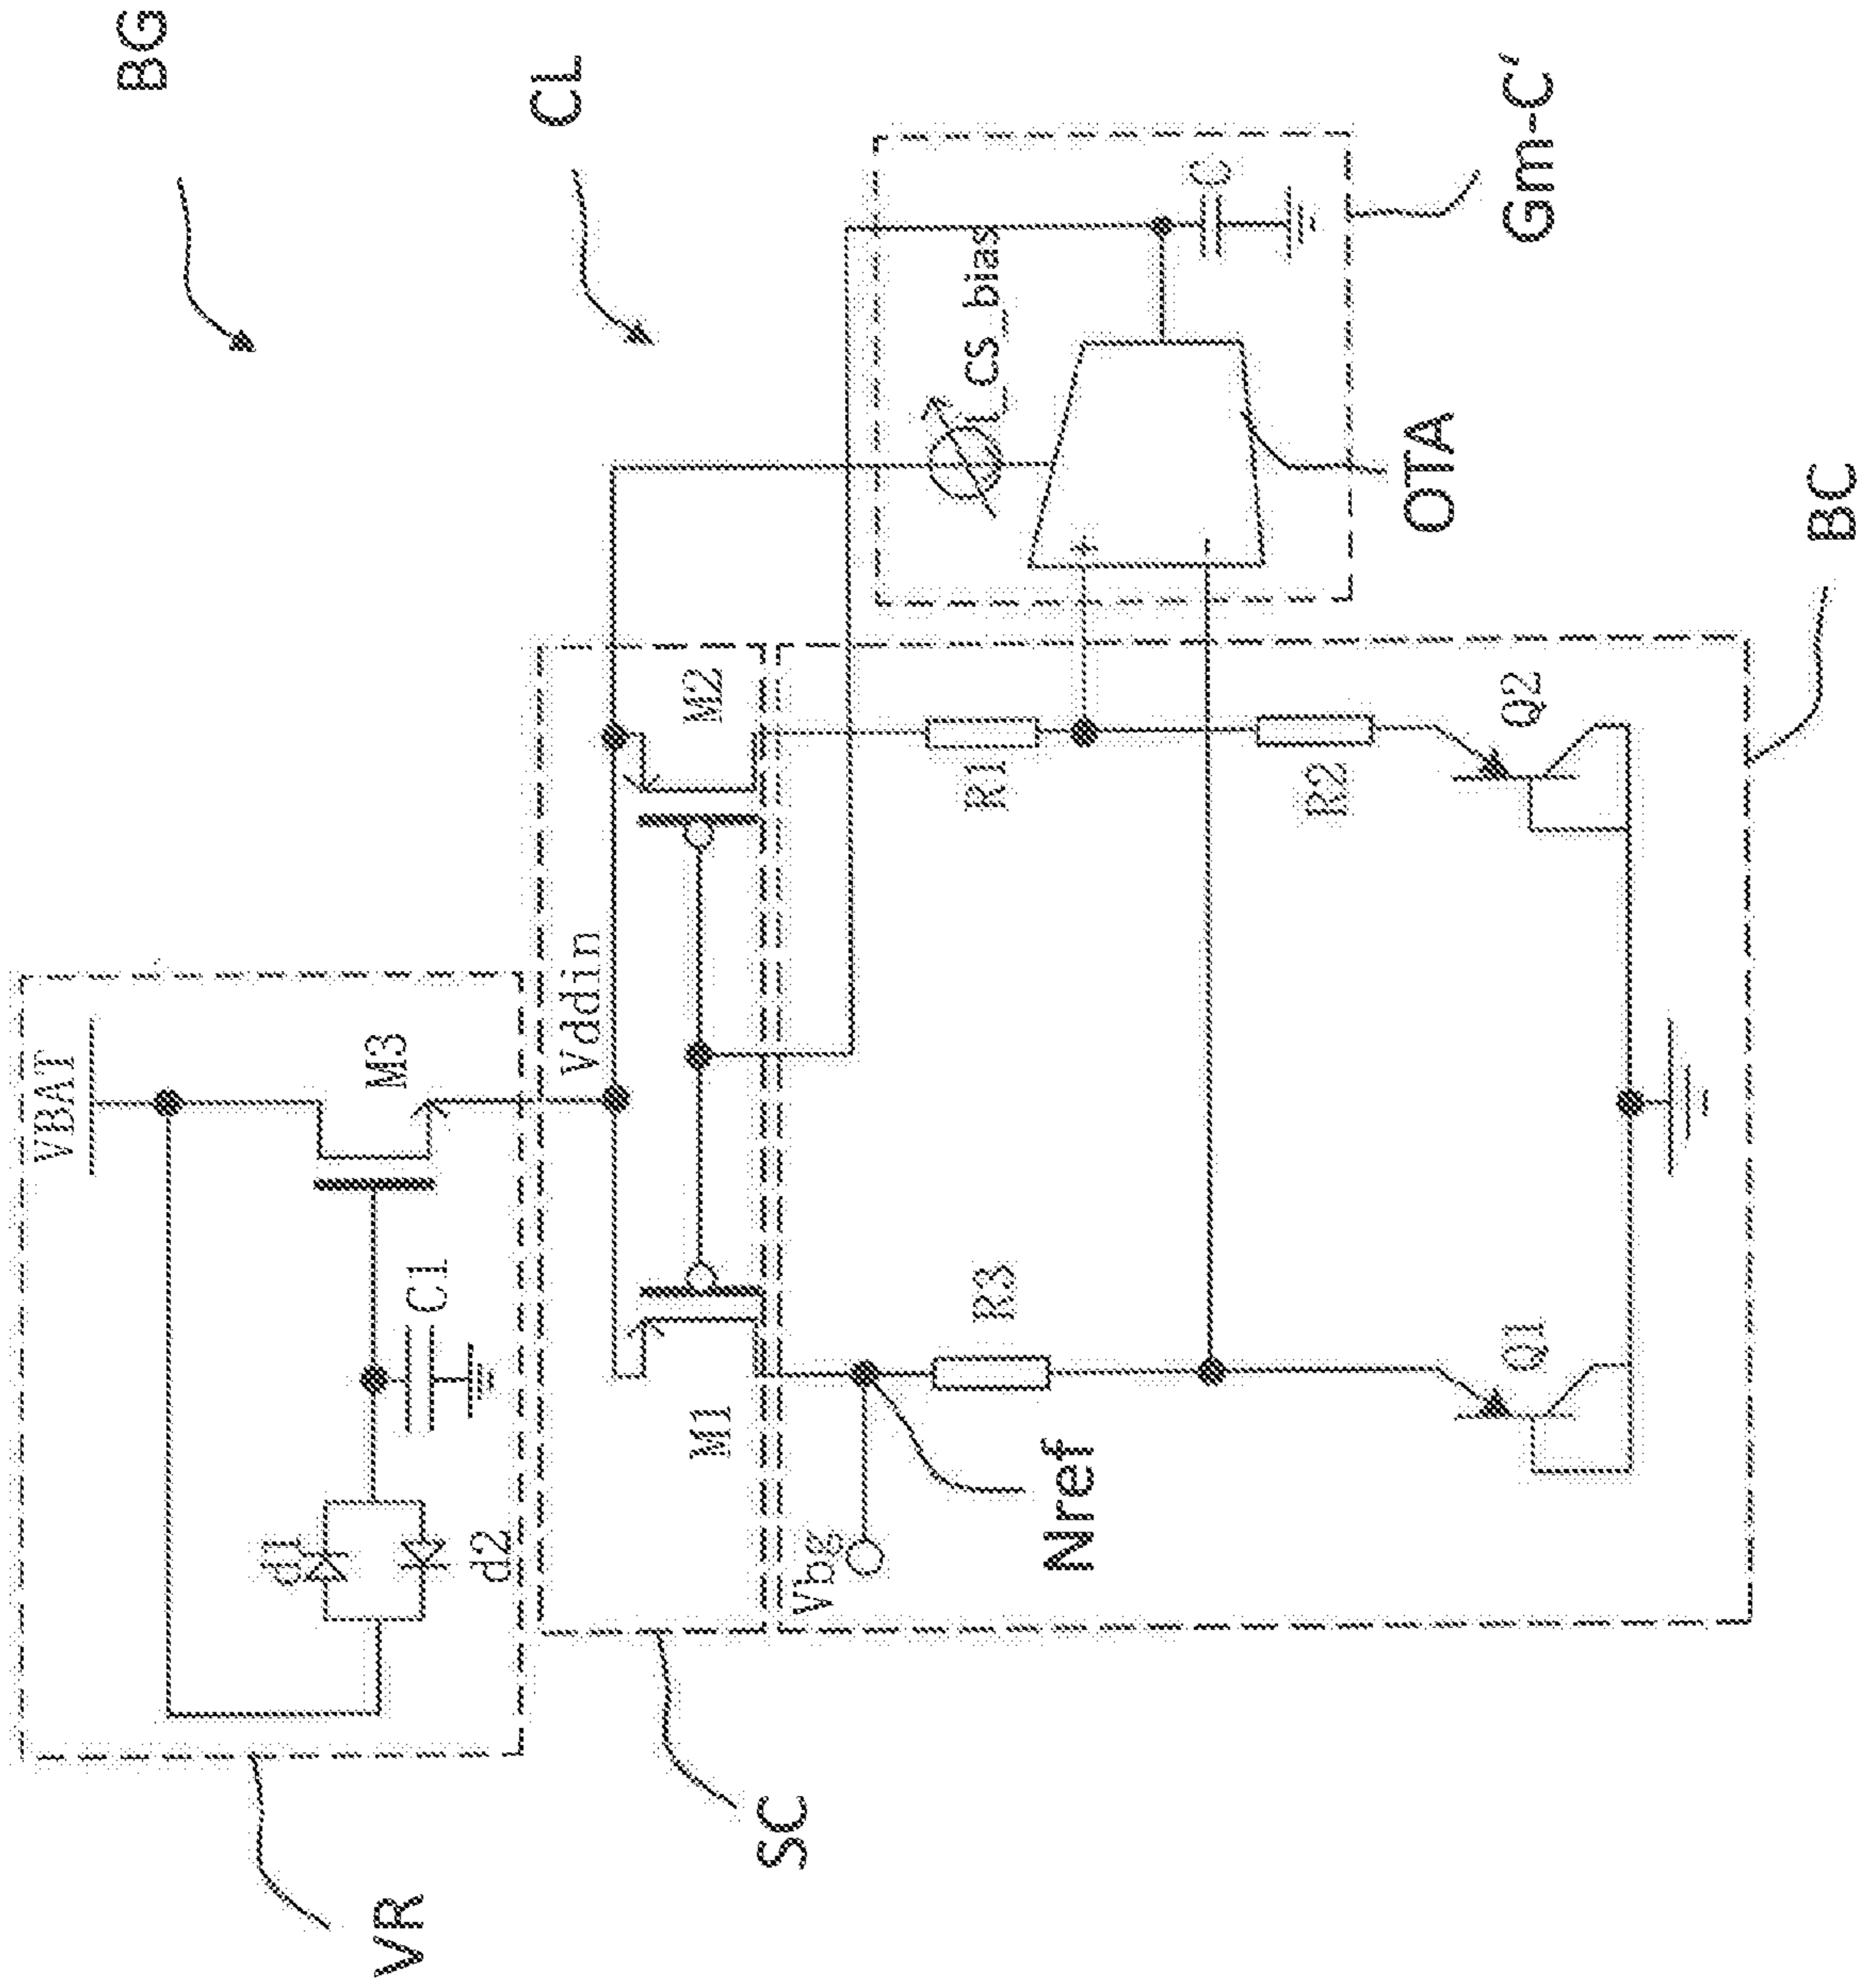 BG
CL
VR
VBAT
M3
C1
d1
d2
SC
Vddin
M1
M2
I_CS_bias
C
Gm-C'
OTA
Vbg
Nref
R3
R1
R2
Q1
Q2
BC
+
-